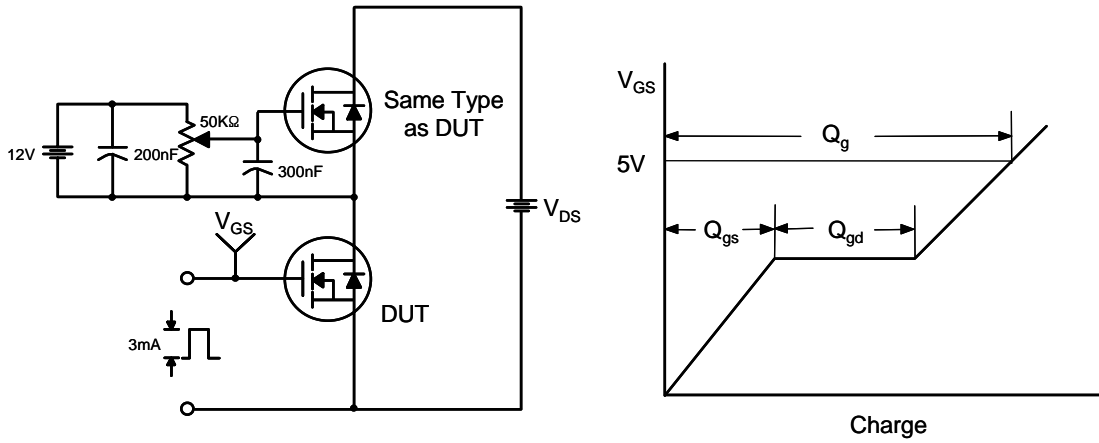 Same Type
as DUT
50KΩ
12V
200nF
300nF
V_GS
V_DS
DUT
3mA
V_GS
Q_g
5V
Q_gs
Q_gd
Charge